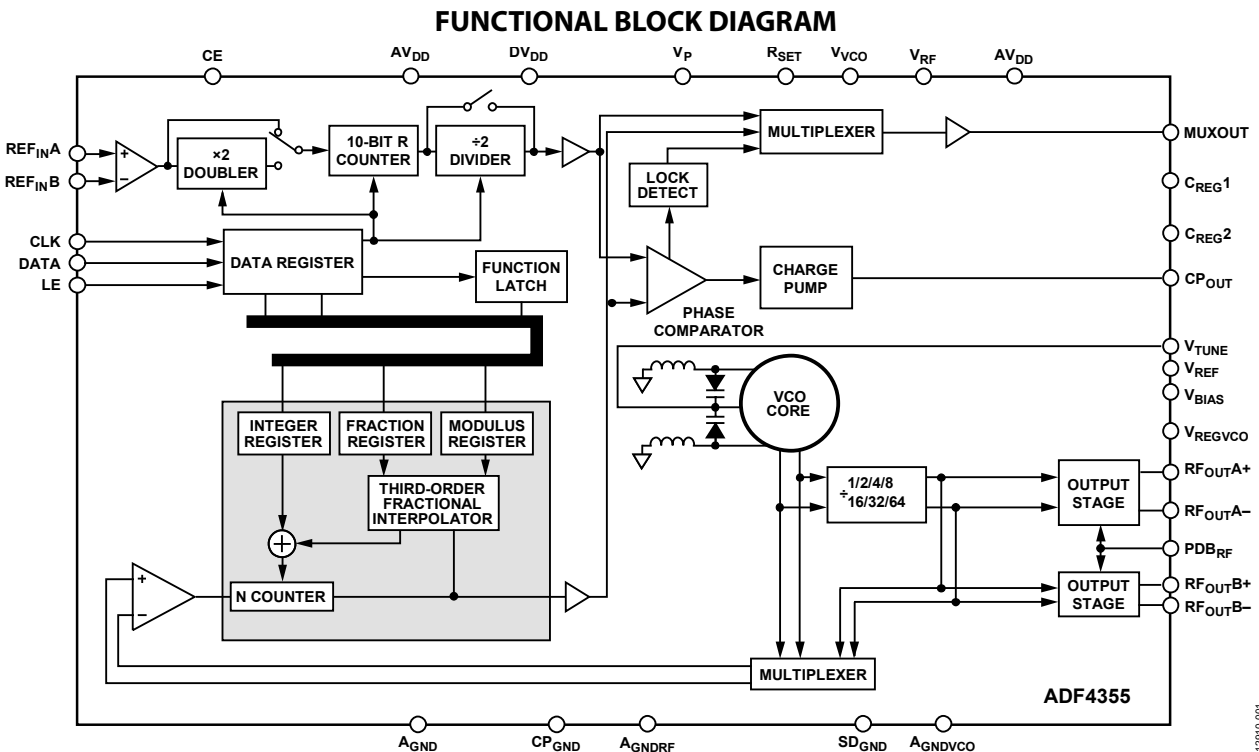 FUNCTIONAL BLOCK DIAGRAM
CE
AVDD
DVDD
VP
RSET
VVCO
VRF
AVDD
REFINA
REFINB
+
−
×2
DOUBLER
10-BIT R
COUNTER
÷2
DIVIDER
MULTIPLEXER
MUXOUT
LOCK
DETECT
CREG1
CREG2
CLK
DATA
LE
DATA REGISTER
FUNCTION
LATCH
PHASE
COMPARATOR
CHARGE
PUMP
CPOUT
VTUNE
VREF
VBIAS
VREGVCO
VCO
CORE
INTEGER
REGISTER
FRACTION
REGISTER
MODULUS
REGISTER
THIRD-ORDER
FRACTIONAL
INTERPOLATOR
+
+
−
N COUNTER
÷ 1/2/4/8
16/32/64
OUTPUT
STAGE
RFOUTA+
RFOUTA−
PDBRF
OUTPUT
STAGE
RFOUTB+
RFOUTB−
MULTIPLEXER
ADF4355
AGND
CPGND
AGNDRF
SDGND
AGNDVCO